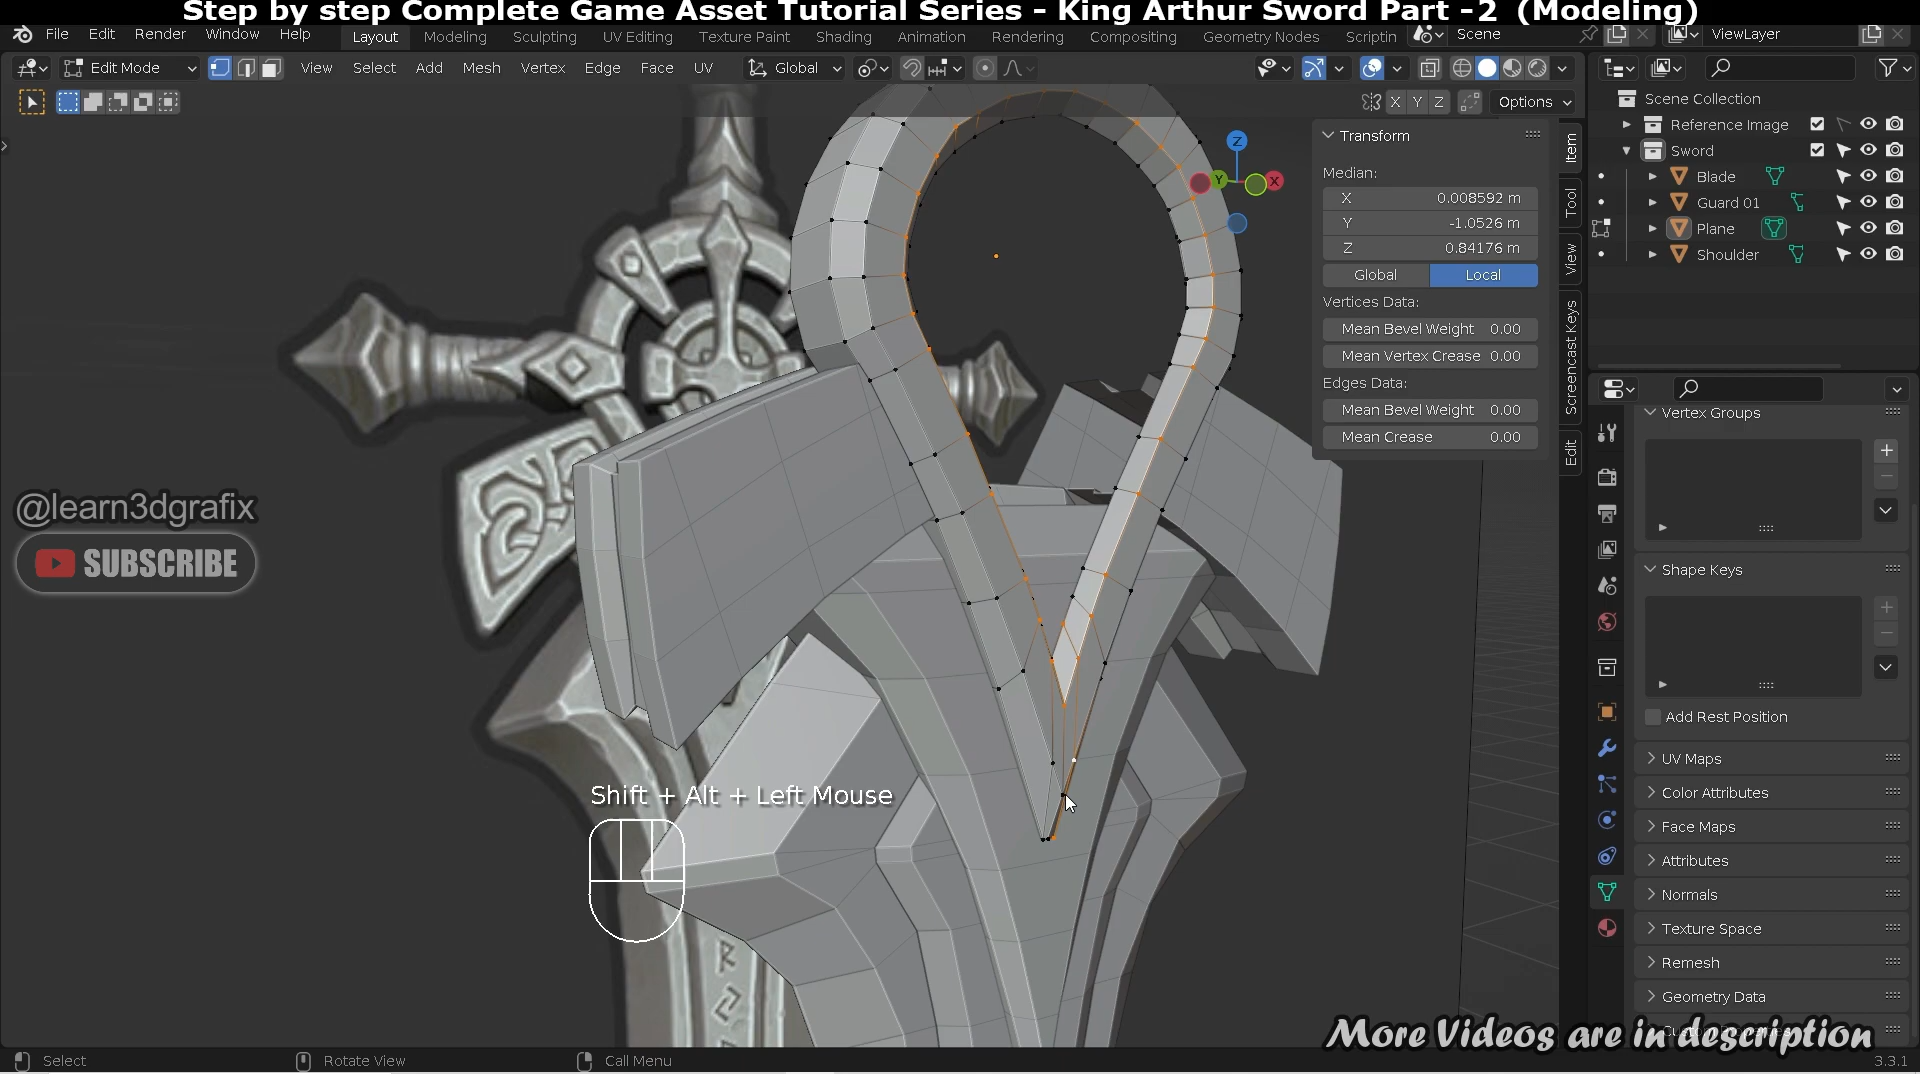 Step by step Complete Game Asset Tutorial Series - King Arthur Sword Part -2 (Modeling)
File Edit Render Window Help Layout Modeling Sculpting UV Editing Texture Paint Shading Animation Rendering Compositing Geometry Nodes Scriptin Scene ViewLayer
Edit Mode View Select Add Mesh Vertex Edge Face UV Global
X Y Z Options
Scene Collection
Reference Image
Sword
Blade
Guard 01
Plane
Shoulder
Z
Y
X
Transform
Median:
X 0.008592 m
Y -1.0526 m
Z 0.84176 m
Global Local
Vertices Data:
Mean Bevel Weight 0.00
Mean Vertex Crease 0.00
Edges Data:
Mean Bevel Weight 0.00
Mean Crease 0.00
Item
Tool
View
Screencast Keys
Edit
Vertex Groups
Shape Keys
Add Rest Position
UV Maps
Color Attributes
Face Maps
Attributes
Normals
Texture Space
Remesh
Geometry Data
@learn3dgrafix
SUBSCRIBE
Shift + Alt + Left Mouse
More Videos are in description
Select Rotate View Call Menu 3.3.1